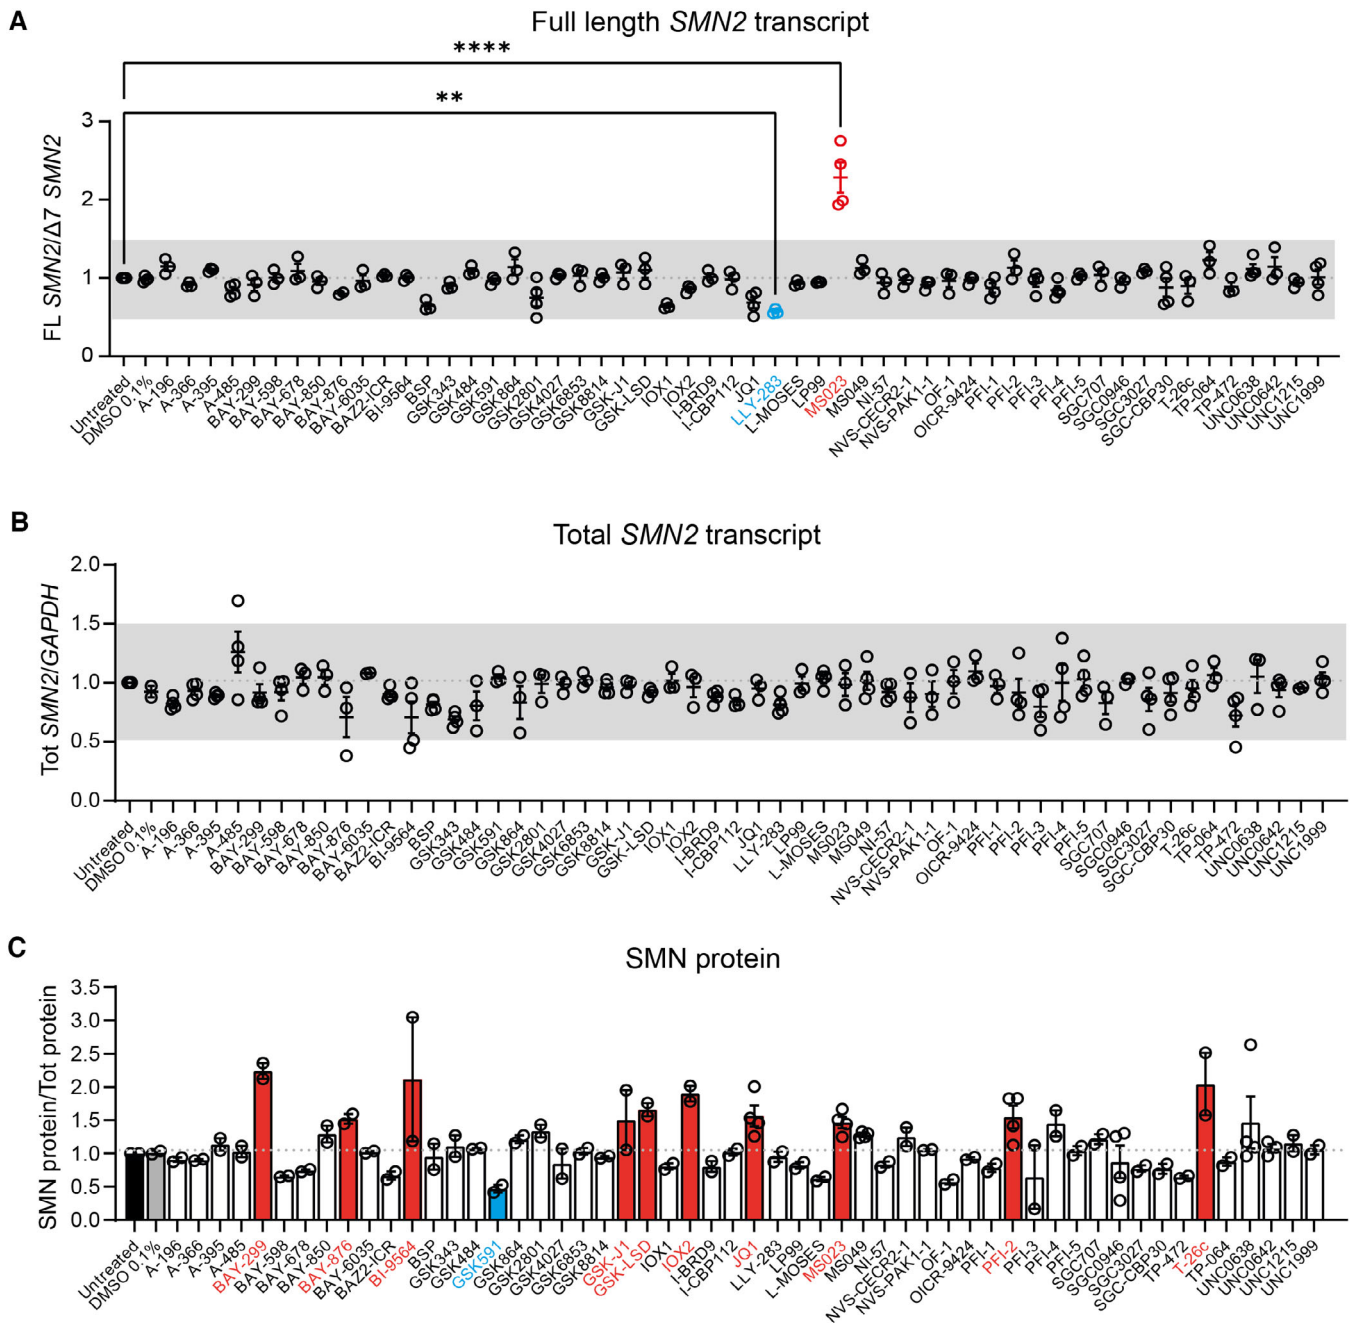 A
Full length SMN2 transcript
****
**
FL SMN2/Δ7 SMN2
3
2
1
0
Untreated
DMSO 0.1%
A-196
A-366
A-395
A-485
BAY-299
BAY-598
BAY-678
BAY-850
BAY-876
BAY-6035
BAZ2-ICR
BI-9564
BSP
GSK343
GSK484
GSK591
GSK864
GSK2801
GSK4027
GSK6853
GSK8814
GSK-J1
GSK-LSD
IOX1
IOX2
I-BRD9
I-CBP112
JQ1
LLY-283
L-MOSES
LP99
MS023
MS049
NI-57
NVS-CECR2-1
NVS-PAK1-1
OF-1
OICR-9424
PFI-1
PFI-2
PFI-3
PFI-4
PFI-5
SGC707
SGC0946
SGC3027
SGC-CBP30
T-26c
TP-064
TP-472
UNC0638
UNC0642
UNC1215
UNC1999
B
Total SMN2 transcript
Tot SMN2/GAPDH
2.0
1.5
1.0
0.5
0.0
Untreated
DMSO 0.1%
A-196
A-366
A-395
A-485
BAY-299
BAY-598
BAY-678
BAY-850
BAY-876
BAY-6035
BAZ2-ICR
BI-9564
BSP
GSK343
GSK484
GSK591
GSK864
GSK2801
GSK4027
GSK6853
GSK8814
GSK-J1
GSK-LSD
IOX1
IOX2
I-BRD9
I-CBP112
JQ1
LLY-283
LP99
L-MOSES
MS023
MS049
NI-57
NVS-CECR2-1
NVS-PAK1-1
OF-1
OICR-9424
PFI-1
PFI-2
PFI-3
PFI-4
PFI-5
SGC707
SGC0946
SGC3027
SGC-CBP30
T-26c
TP-064
TP-472
UNC0638
UNC0642
UNC1215
UNC1999
C
SMN protein
SMN protein/Tot protein
3.5
3.0
2.5
2.0
1.5
1.0
0.5
0.0
Untreated
DMSO 0.1%
A-196
A-366
A-395
A-485
BAY-299
BAY-598
BAY-678
BAY-850
BAY-876
BAY-6035
BAZ2-ICR
BI-9564
BSP
GSK343
GSK484
GSK591
GSK864
GSK2801
GSK4027
GSK6853
GSK8814
GSK-J1
GSK-LSD
IOX1
IOX2
I-BRD9
I-CBP112
JQ1
LLY-283
LP99
L-MOSES
MS023
MS049
NI-57
NVS-CECR2-1
NVS-PAK1-1
OF-1
OICR-9424
PFI-1
PFI-2
PFI-3
PFI-4
PFI-5
SGC707
SGC0946
SGC3027
SGC-CBP30
TP-472
T-26c
TP-064
UNC0638
UNC0642
UNC1215
UNC1999